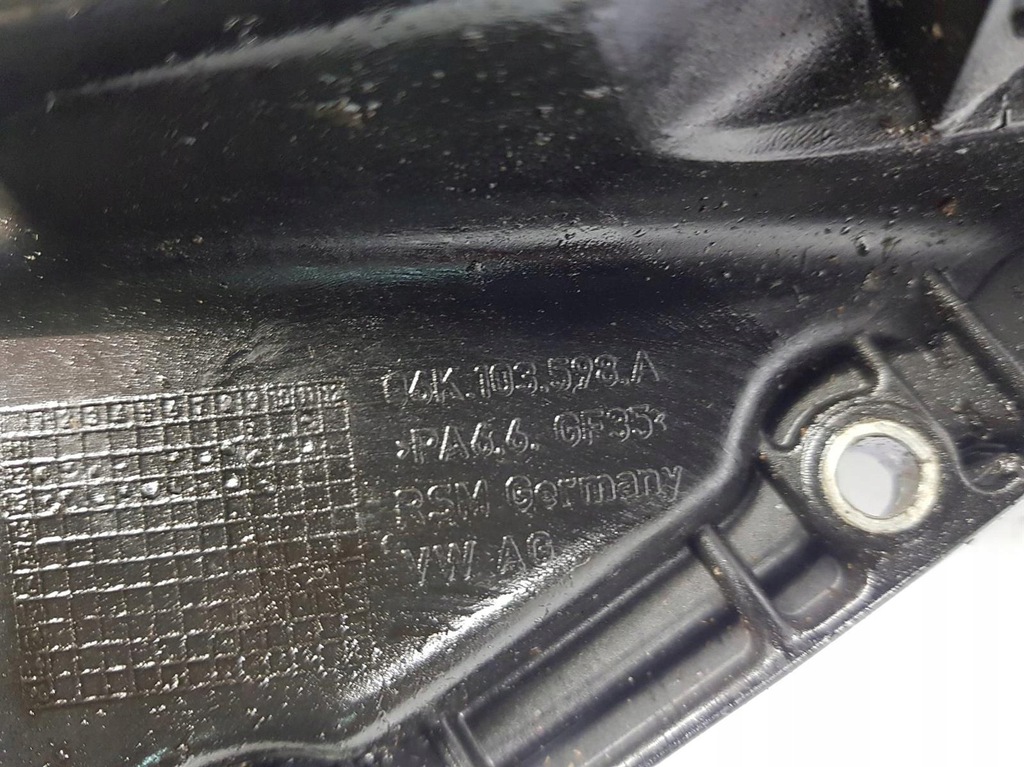 06K.103.598.A
>PA6.6. GF35<
RSM Germany
VW AG